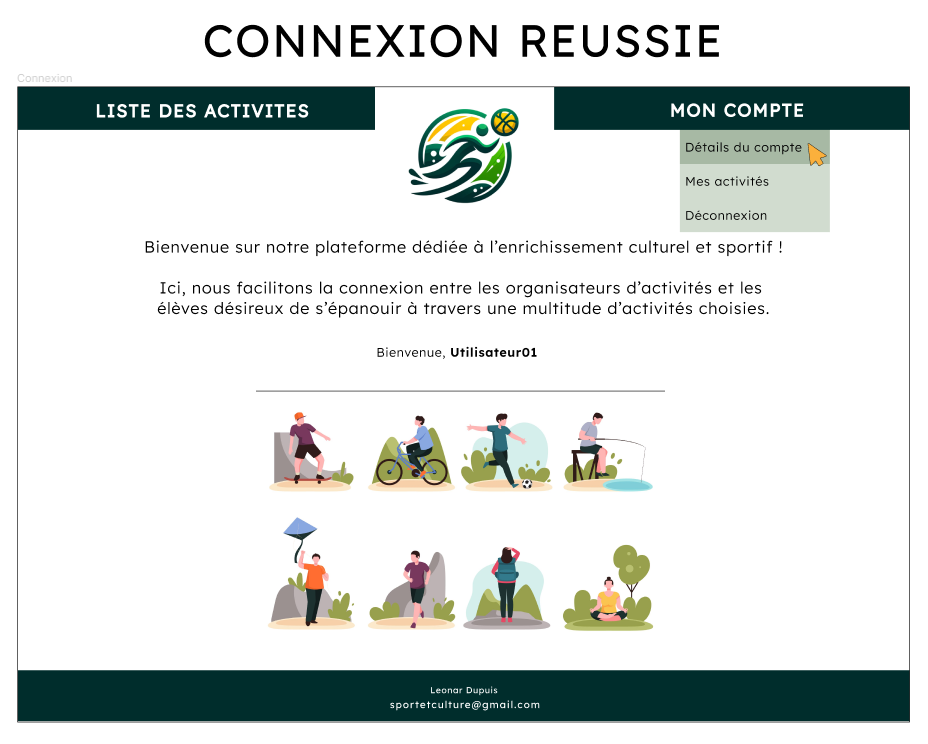 CONNEXION REUSSIE
Connexion
LISTE DES ACTIVITES
MON COMPTE
Détails du compte
Mes activités
Déconnexion
Bienvenue sur notre plateforme dédiée à l’enrichissement culturel et sportif !
Ici, nous facilitons la connexion entre les organisateurs d’activités et les
élèves désireux de s’épanouir à travers une multitude d’activités choisies.
Bienvenue, Utilisateur01
Leonar Dupuis
sportetculture@gmail.com